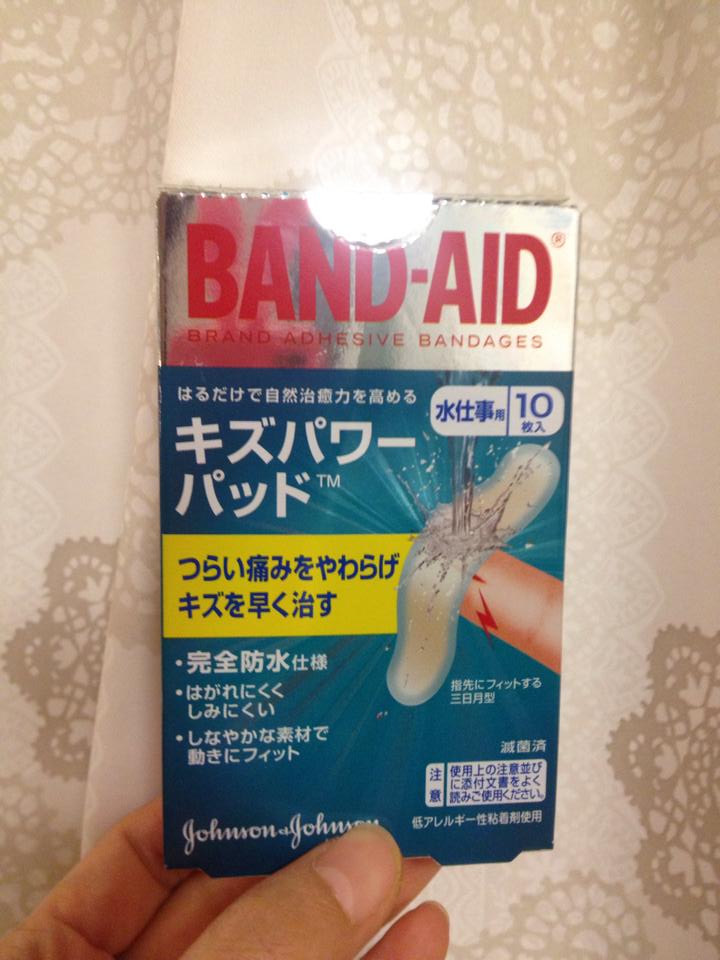 BAND-AID®
BRAND ADHESIVE BANDAGES
はるだけで自然治癒力を高める
水仕事用 10枚入
キズパワー
パッド™
つらい痛みをやわらげ
キズを早く治す
・完全防水仕様
・はがれにくく
しみにくい
・しなやかな素材で
動きにフィット
指先にフィットする
三日月型
滅菌済
注意
使用上の注意並び
に添付文書をよく
読みご使用ください。
低アレルギー性粘着剤使用
Johnson & Johnson